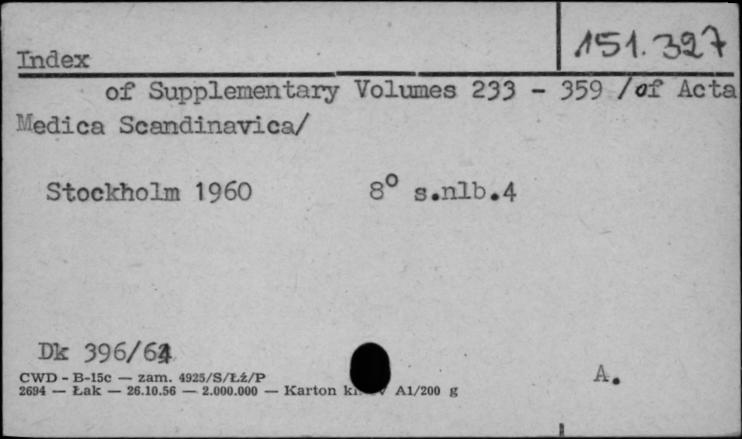 151.327
Index
of Supplementary Volumes 233 - 359 /of Acta
Medica Scandinavica/
Stockholm 1960 8° s.nlb.4
Dk 396/61
A.
CWD - B-15c — zam. 4925/S/Łź/P
2694 — Łak — 26.10.56 — 2.000.000 — Karton A1/200 g